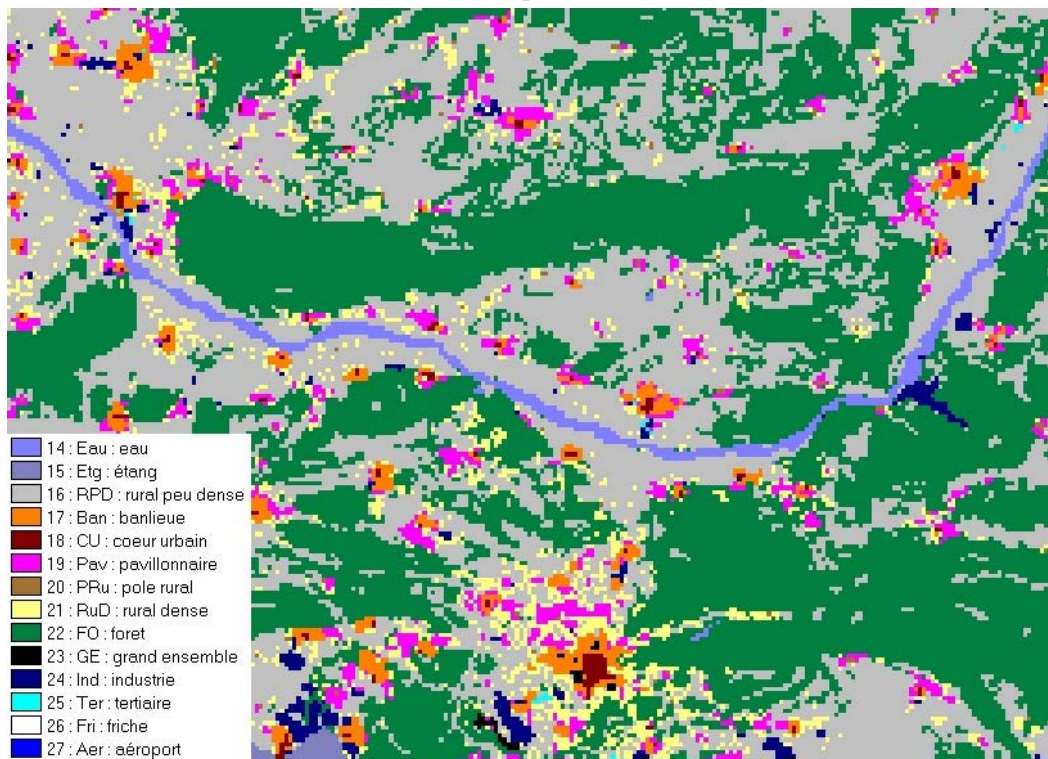 14 : Eau : eau
15 : Etg : étang
16 : RPD : rural peu dense
17 : Ban : banlieue
18 : CU : coeur urbain
19 : Pav : pavillonnaire
20 : PRu : pole rural
21 : RuD : rural dense
22 : FO : foret
23 : GE : grand ensemble
24 : Ind : industrie
25 : Ter : tertiaire
26 : Fri : friche
27 : Aer : aéroport